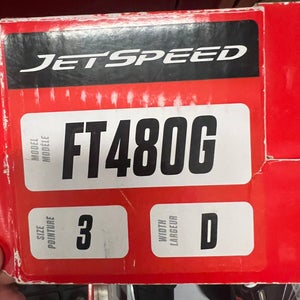 JETSPEED
MODEL
MODÈLE
FT480G
SIZE
POINTURE
3
WIDTH
LARGEUR
D